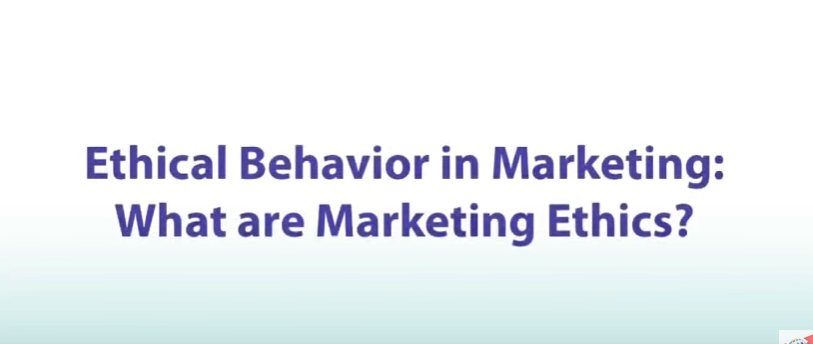 Ethical Behavior in Marketing:
What are Marketing Ethics?